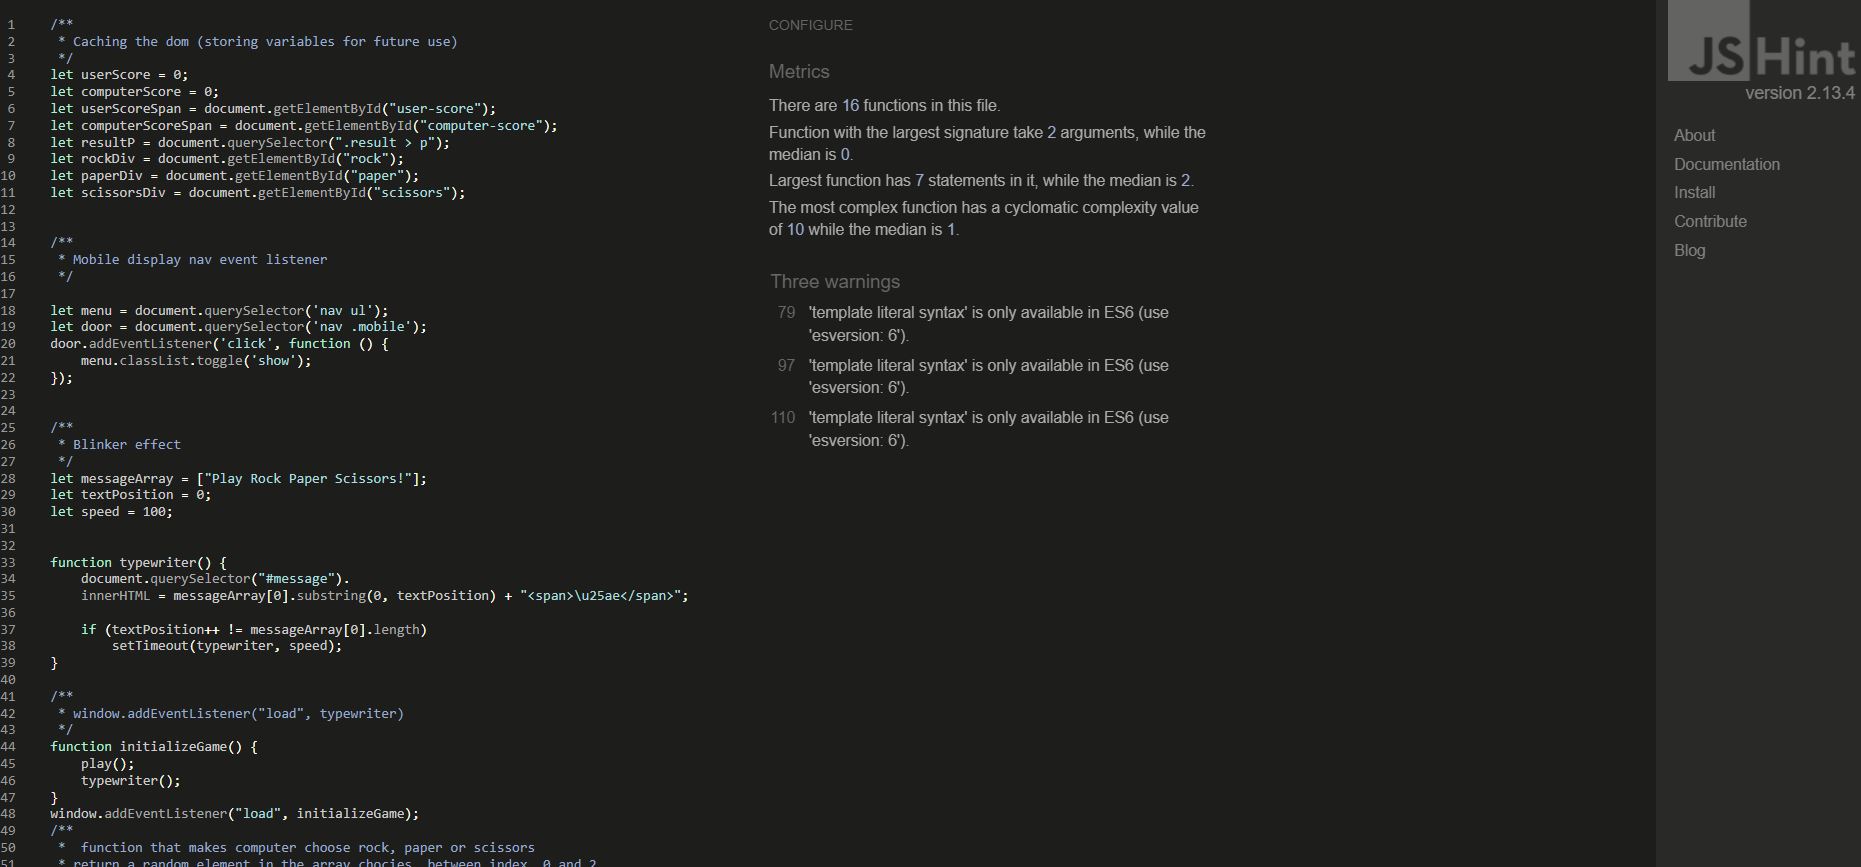 1 /**
2 * Caching the dom (storing variables for future use)
3 */
4 let userScore = 0;
5 let computerScore = 0;
6 let userScoreSpan = document.getElementById("user-score");
7 let computerScoreSpan = document.getElementById("computer-score");
8 let resultP = document.querySelector(".result > p");
9 let rockDiv = document.getElementById("rock");
10 let paperDiv = document.getElementById("paper");
11 let scissorsDiv = document.getElementById("scissors");
12
13
14 /**
15 * Mobile display nav event listener
16 */
17
18 let menu = document.querySelector('nav ul');
19 let door = document.querySelector('nav .mobile');
20 door.addEventListener('click', function () {
21 menu.classList.toggle('show');
22 });
23
24
25 /**
26 * Blinker effect
27 */
28 let messageArray = ["Play Rock Paper Scissors!"];
29 let textPosition = 0;
30 let speed = 100;
31
32
33 function typewriter() {
34 document.querySelector("#message").
35 innerHTML = messageArray[0].substring(0, textPosition) + "<span>\u25ae</span>";
36
37 if (textPosition++ != messageArray[0].length)
38 setTimeout(typewriter, speed);
39 }
40
41 /**
42 * window.addEventListener("load", typewriter)
43 */
44 function initializeGame() {
45 play();
46 typewriter();
47 }
48 window.addEventListener("load", initializeGame);
49 /**
50 * function that makes computer choose rock, paper or scissors
51 * return a random element in the array chocies, between index 0 and 2
CONFIGURE
Metrics
There are 16 functions in this file.
Function with the largest signature take 2 arguments, while the
median is 0.
Largest function has 7 statements in it, while the median is 2.
The most complex function has a cyclomatic complexity value
of 10 while the median is 1.
Three warnings
79 'template literal syntax' is only available in ES6 (use
'esversion: 6').
97 'template literal syntax' is only available in ES6 (use
'esversion: 6').
110 'template literal syntax' is only available in ES6 (use
'esversion: 6').
JSHint
version 2.13.4
About
Documentation
Install
Contribute
Blog